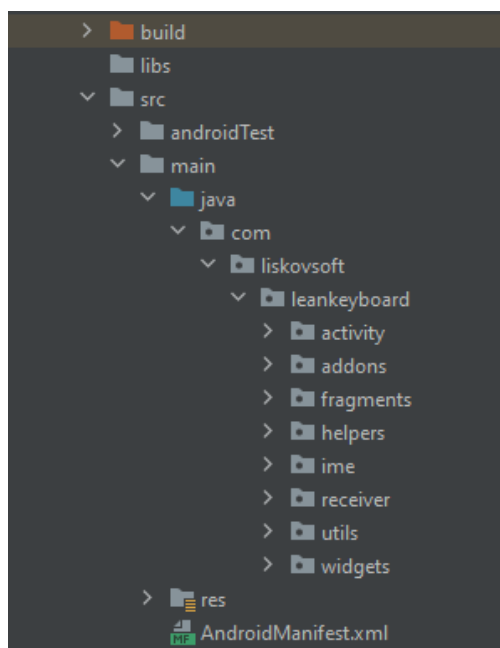 build
libs
src
androidTest
main
java
com
liskovsoft
leankeyboard
activity
addons
fragments
helpers
ime
receiver
utils
widgets
res
MF AndroidManifest.xml